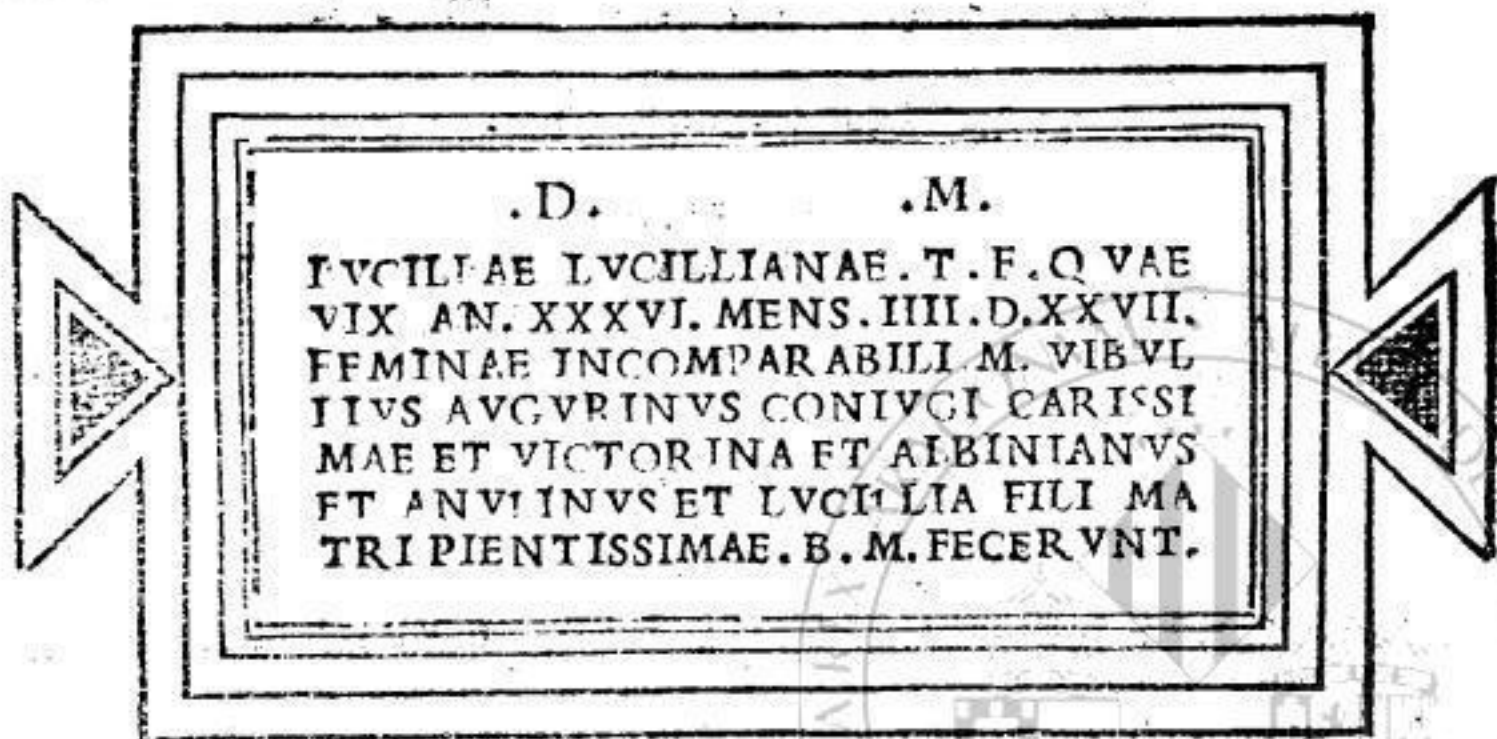 .D. .M.
LVCILLAE LVCILLIANAE.T.F.QVAE
VIX AN.XXXVI.MENS.IIII.D.XXVII.
FEMINAE INCOMPARABILI M. VIBVL
LIVS AVGVRINVS CONIVGI CARISSI
MAE ET VICTORINA ET ALBINIANVS
ET ANVLINVS ET LVCILLIA FILI MA
TRI PIENTISSIMAE.B.M.FECERVNT.